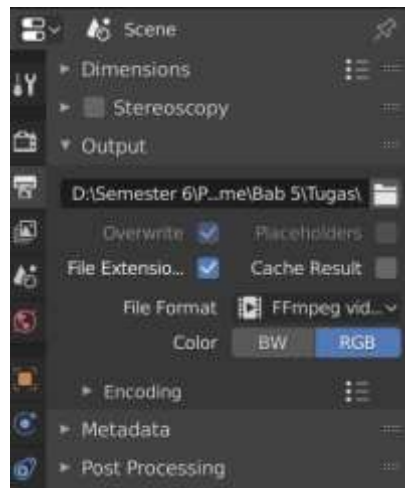 Scene
Dimensions
Stereoscopy
Output
D:\Semester 6\P...me\Bab 5\Tugas\
Overwrite Placeholders
File Extensio... Cache Result
File Format FFmpeg vid...
Color BW RGB
Encoding
Metadata
Post Processing